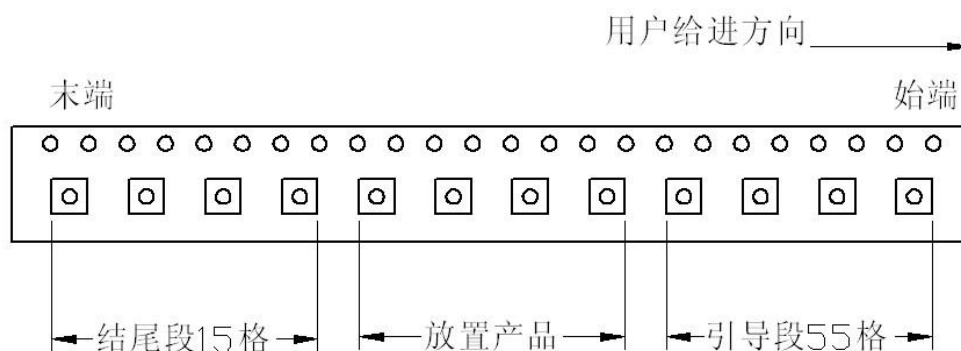 用户给进方向
末端
始端
结尾段15格
放置产品
引导段55格